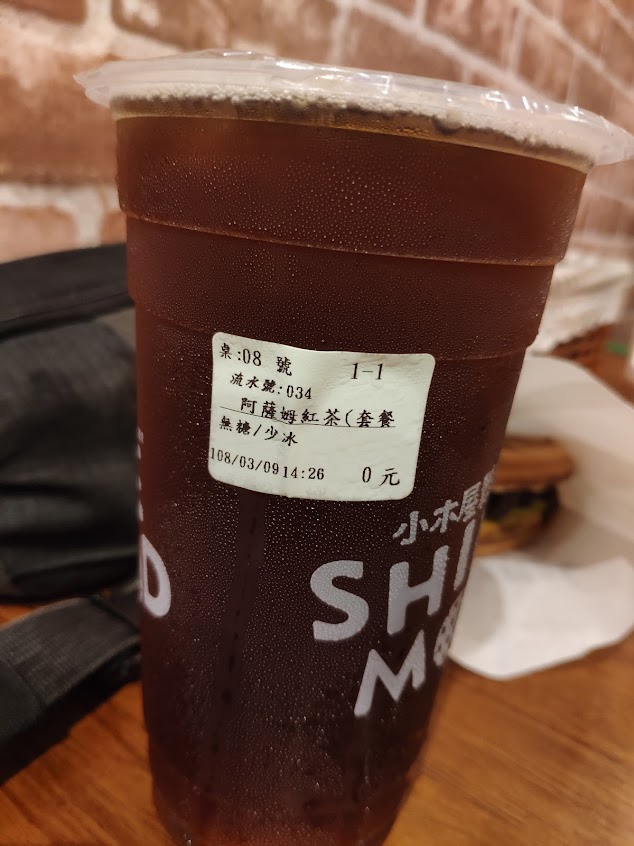 桌:08 號 1-1
流水號:034
阿薩姆紅茶(套餐
無糖/少冰
108/03/09 14:26 0 元
小木屋
SHI
M
D